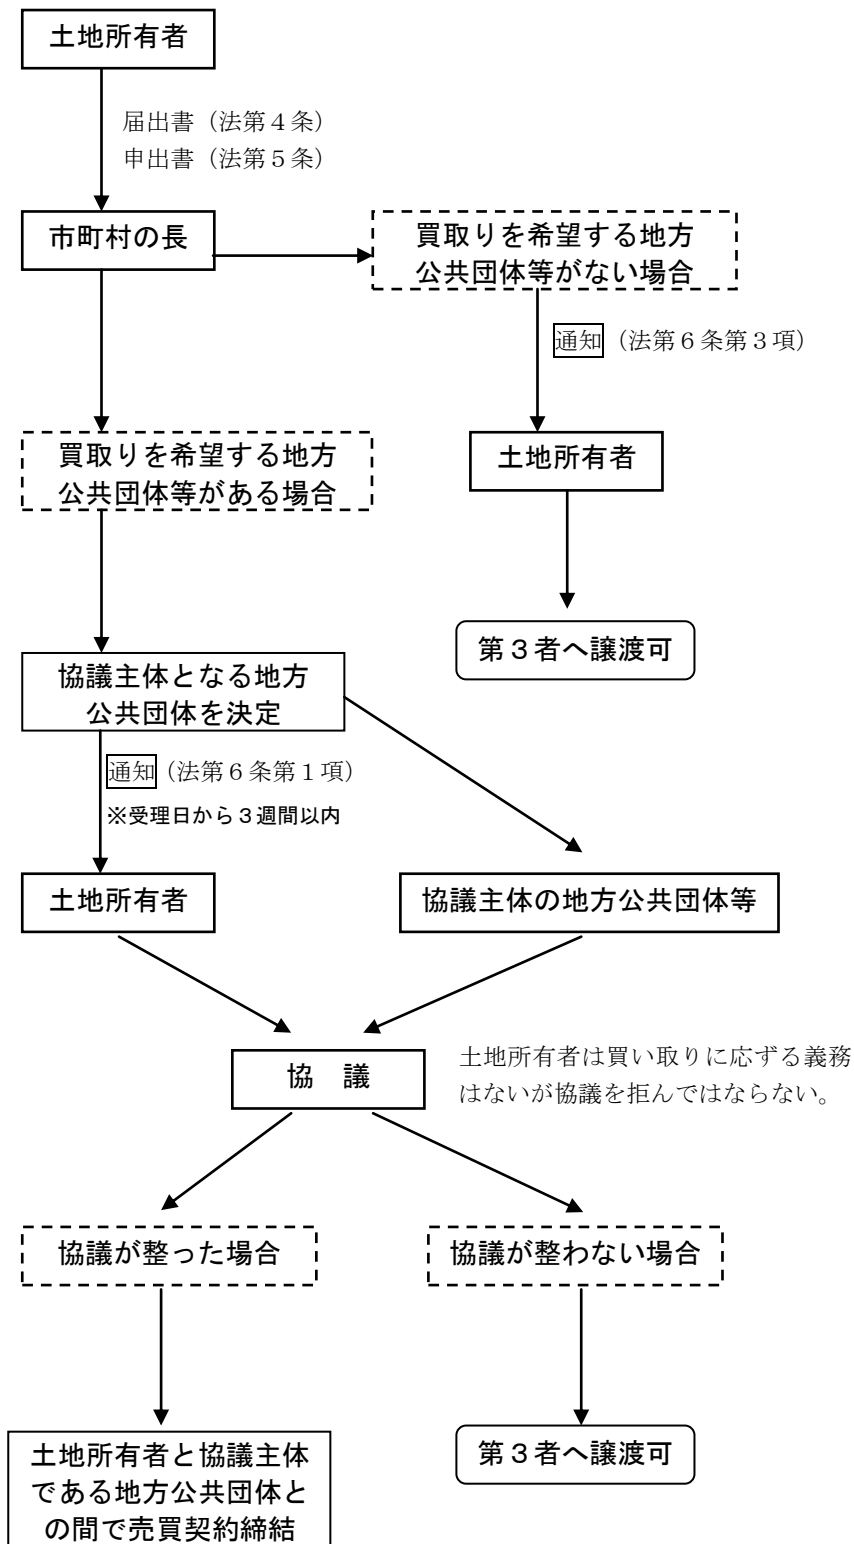 土地所有者
届出書（法第４条）
申出書（法第５条）
市町村の長
買取りを希望する地方
公共団体等がない場合
通知（法第６条第３項）
買取りを希望する地方
公共団体等がある場合
土地所有者
第３者へ譲渡可
協議主体となる地方
公共団体を決定
通知（法第６条第１項）
※受理日から３週間以内
土地所有者
協議主体の地方公共団体等
協　議
土地所有者は買い取りに応ずる義務
はないが協議を拒んではならない。
協議が整った場合
協議が整わない場合
土地所有者と協議主体
である地方公共団体と
の間で売買契約締結
第３者へ譲渡可